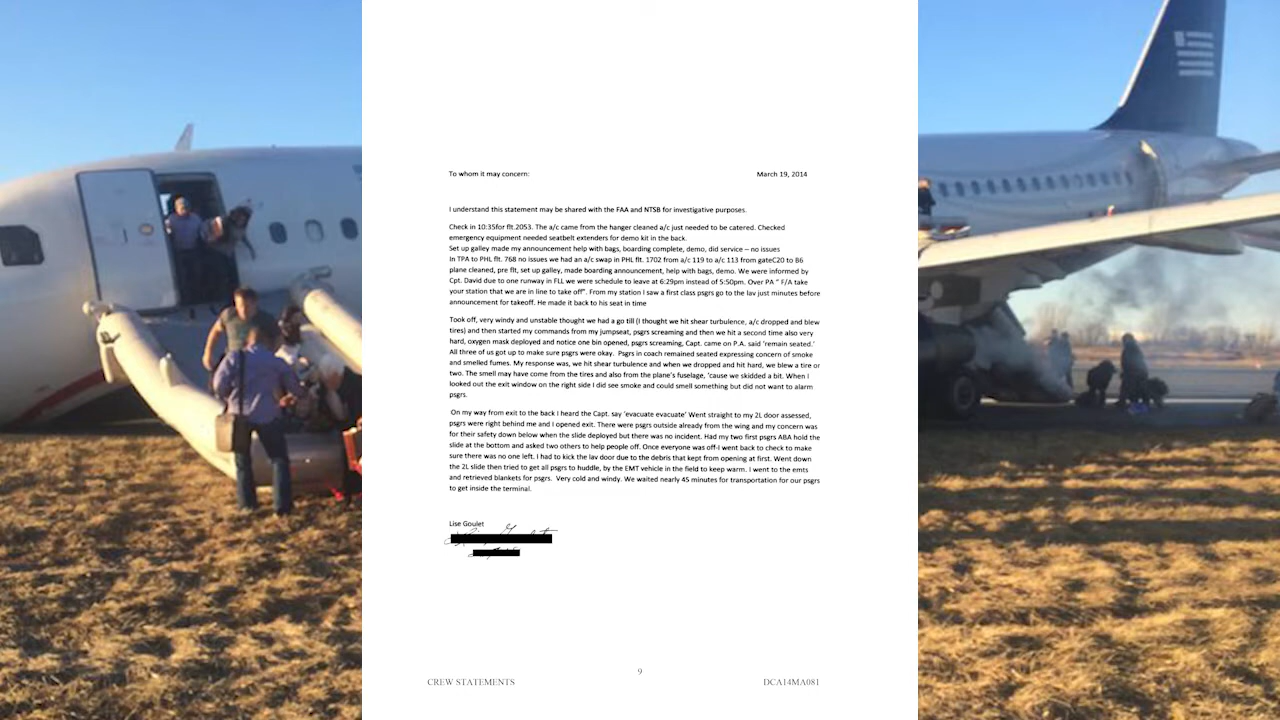 To whom it may concern: March 19, 2014
I understand this statement may be shared with the FAA and NTSB for investigative purposes.
Check in 10:35for flt.2053. The a/c came from the hanger cleaned a/c just needed to be catered. Checked
emergency equipment needed seatbelt extenders for demo kit in the back.
Set up galley made my announcement help with bags, boarding complete, demo, did service – no issues
In TPA to PHL flt. 768 no issues we had an a/c swap in PHL flt. 1702 from a/c 119 to a/c 113 from gateC20 to B6
plane cleaned, pre flt, set up galley, made boarding announcement, help with bags, demo. We were informed by
Cpt. David due to one runway in FLL we were schedule to leave at 6:29pm instead of 5:50pm. Over PA " F/A take
your station that we are in line to take off". From my station I saw a first class psgrs go to the lav just minutes before
announcement for takeoff. He made it back to his seat in time
Took off, very windy and unstable thought we had a go till (I thought we hit shear turbulence, a/c dropped and blew
tires) and then started my commands from my jumpseat, psgrs screaming and then we hit a second time also very
hard, oxygen mask deployed and notice one bin opened, psgrs screaming, Capt. came on P.A. said 'remain seated.'
All three of us got up to make sure psgrs were okay. Psgrs in coach remained seated expressing concern of smoke
and smelled fumes. My response was, we hit shear turbulence and when we dropped and hit hard, we blew a tire or
two. The smell may have come from the tires and also from the plane's fuselage, 'cause we skidded a bit. When I
looked out the exit window on the right side I did see smoke and could smell something but did not want to alarm
psgrs.
On my way from exit to the back I heard the Capt. say 'evacuate evacuate' Went straight to my 2L door assessed,
psgrs were right behind me and I opened exit. There were psgrs outside already from the wing and my concern was
for their safety down below when the slide deployed but there was no incident. Had my two first psgrs ABA hold the
slide at the bottom and asked two others to help people off. Once everyone was off-I went back to check to make
sure there was no one left. I had to kick the lav door due to the debris that kept from opening at first. Went down
the 2L slide then tried to get all psgrs to huddle, by the EMT vehicle in the field to keep warm. I went to the emts
and retrieved blankets for psgrs. Very cold and windy. We waited nearly 45 minutes for transportation for our psgrs
to get inside the terminal.
Lise Goulet
9
CREW STATEMENTS DCA14MA081